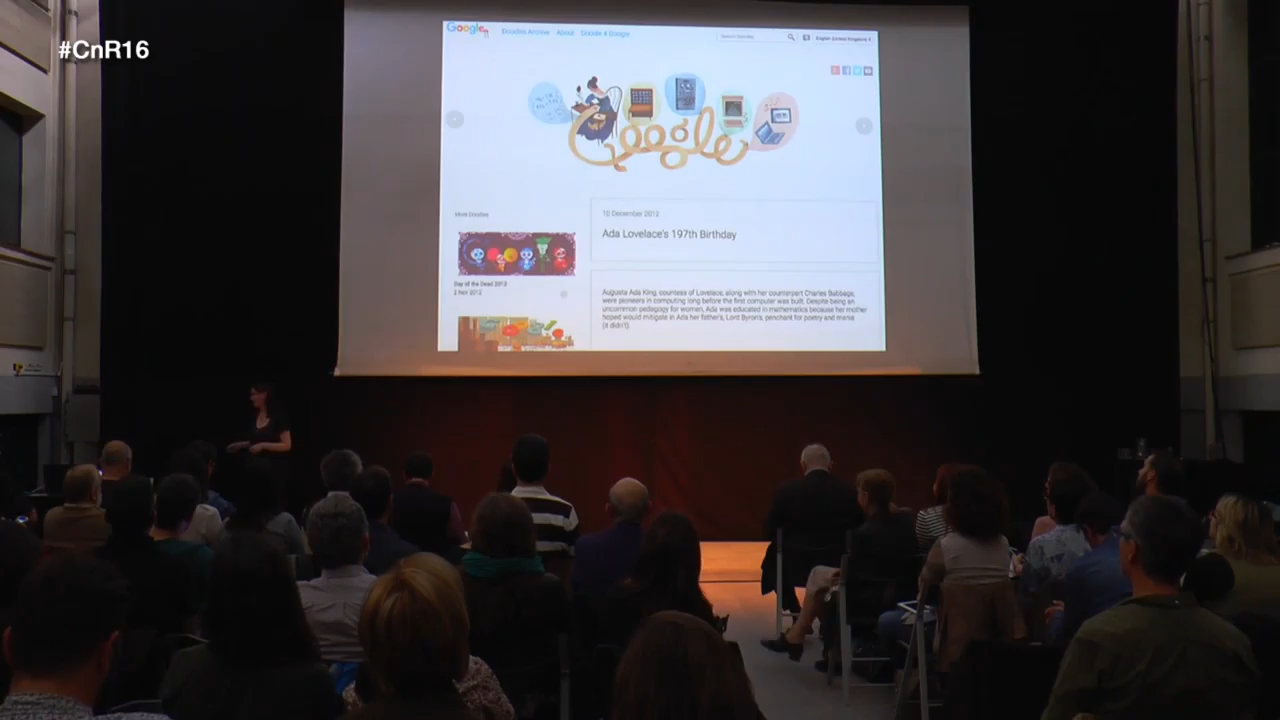 #CnR16
Google
Doodles Archive About Doodle 4 Google
Search Doodles
English (United Kingdom)
Google
More Doodles
10 December 2012
Ada Lovelace's 197th Birthday
Day of the Dead 2012
2 Nov 2012
Augusta Ada King, countess of Lovelace, along with her counterpart Charles Babbage,
were pioneers in computing long before the first computer was built. Despite being an
uncommon pedagogy for women, Ada was educated in mathematics because her mother
hoped would mitigate in Ada her father's, Lord Byron's, penchant for poetry and mania
(it didn't).